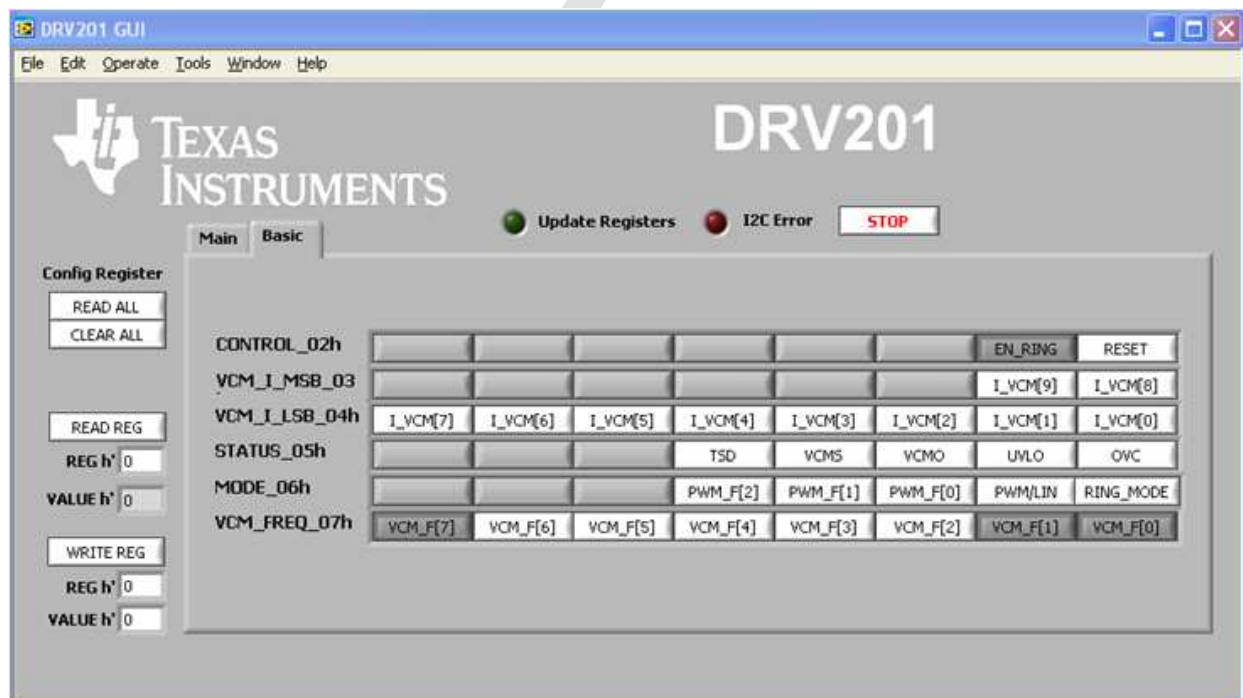 DRV201 GUI
File Edit Operate Tools Window Help
TEXAS INSTRUMENTS
DRV201
Update Registers I2C Error STOP
Main Basic
Config Register
READ ALL
CLEAR ALL
READ REG
REG h' 0
VALUE h' 0
WRITE REG
REG h' 0
VALUE h' 0
CONTROL_02h EN_RING RESET
VCM_I_MSB_03 I_VCM[9] I_VCM[8]
VCM_I_LSB_04h I_VCM[7] I_VCM[6] I_VCM[5] I_VCM[4] I_VCM[3] I_VCM[2] I_VCM[1] I_VCM[0]
STATUS_05h TSD VCMS VCMO UVLO OVC
MODE_06h PWM_F[2] PWM_F[1] PWM_F[0] PWM/LIN RING_MODE
VCM_FREQ_07h VCM_F[7] VCM_F[6] VCM_F[5] VCM_F[4] VCM_F[3] VCM_F[2] VCM_F[1] VCM_F[0]